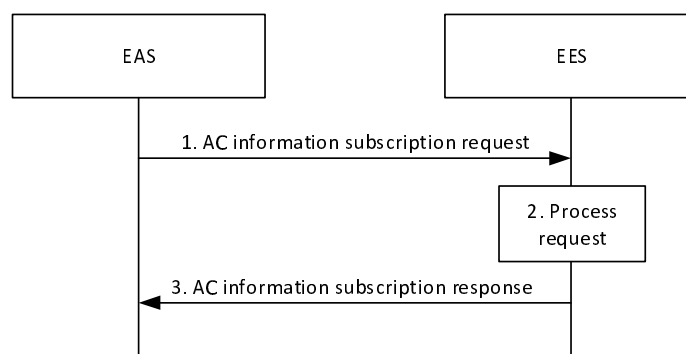 EAS
EES
1. AC information subscription request
2. Process
request
3. AC information subscription response